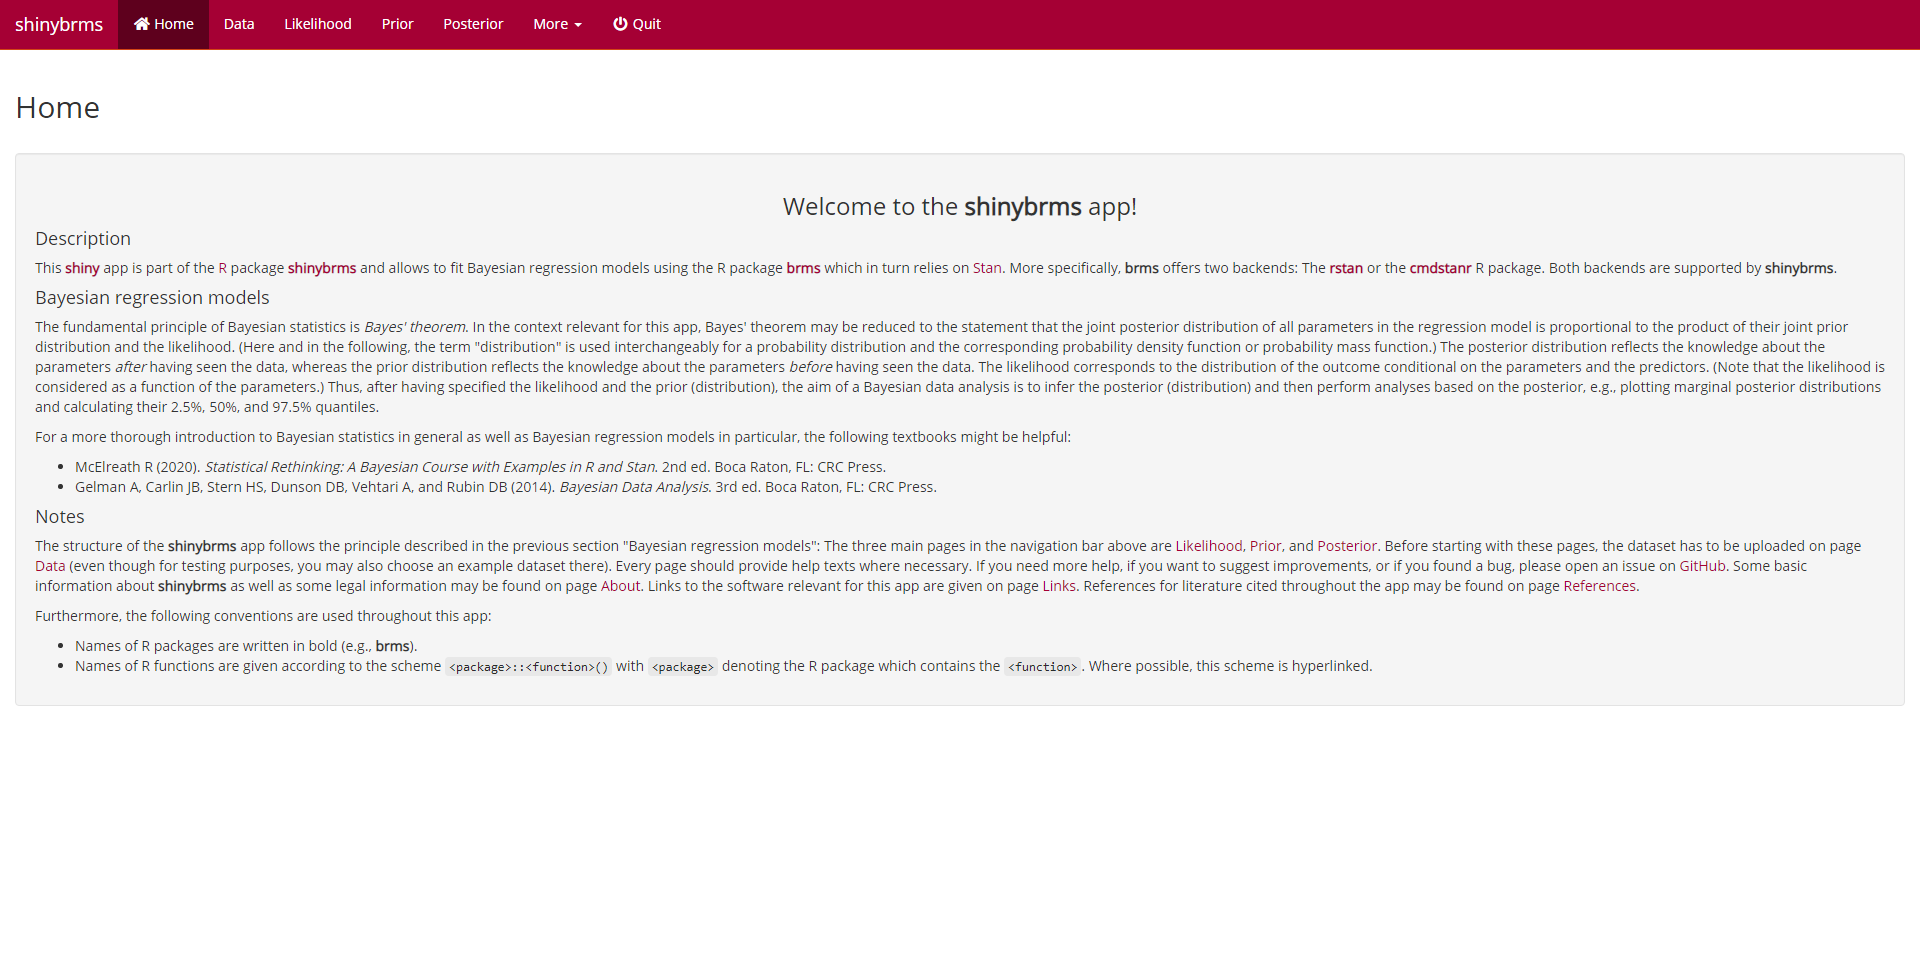 shinybrms Home Data Likelihood Prior Posterior More Quit
Home
Welcome to the shinybrms app!
Description
This shiny app is part of the R package shinybrms and allows to fit Bayesian regression models using the R package brms which in turn relies on Stan. More specifically, brms offers two backends: The rstan or the cmdstanr R package. Both backends are supported by shinybrms.
Bayesian regression models
The fundamental principle of Bayesian statistics is Bayes' theorem. In the context relevant for this app, Bayes' theorem may be reduced to the statement that the joint posterior distribution of all parameters in the regression model is proportional to the product of their joint prior
distribution and the likelihood. (Here and in the following, the term "distribution" is used interchangeably for a probability distribution and the corresponding probability density function or probability mass function.) The posterior distribution reflects the knowledge about the
parameters after having seen the data, whereas the prior distribution reflects the knowledge about the parameters before having seen the data. The likelihood corresponds to the distribution of the outcome conditional on the parameters and the predictors. (Note that the likelihood is
considered as a function of the parameters.) Thus, after having specified the likelihood and the prior (distribution), the aim of a Bayesian data analysis is to infer the posterior (distribution) and then perform analyses based on the posterior, e.g., plotting marginal posterior distributions
and calculating their 2.5%, 50%, and 97.5% quantiles.
For a more thorough introduction to Bayesian statistics in general as well as Bayesian regression models in particular, the following textbooks might be helpful:
• McElreath R (2020). Statistical Rethinking: A Bayesian Course with Examples in R and Stan. 2nd ed. Boca Raton, FL: CRC Press.
• Gelman A, Carlin JB, Stern HS, Dunson DB, Vehtari A, and Rubin DB (2014). Bayesian Data Analysis. 3rd ed. Boca Raton, FL: CRC Press.
Notes
The structure of the shinybrms app follows the principle described in the previous section "Bayesian regression models": The three main pages in the navigation bar above are Likelihood, Prior, and Posterior. Before starting with these pages, the dataset has to be uploaded on page
Data (even though for testing purposes, you may also choose an example dataset there). Every page should provide help texts where necessary. If you need more help, if you want to suggest improvements, or if you found a bug, please open an issue on GitHub. Some basic
information about shinybrms as well as some legal information may be found on page About. Links to the software relevant for this app are given on page Links. References for literature cited throughout the app may be found on page References.
Furthermore, the following conventions are used throughout this app:
• Names of R packages are written in bold (e.g., brms).
• Names of R functions are given according to the scheme <package>::<function>() with <package> denoting the R package which contains the <function>. Where possible, this scheme is hyperlinked.